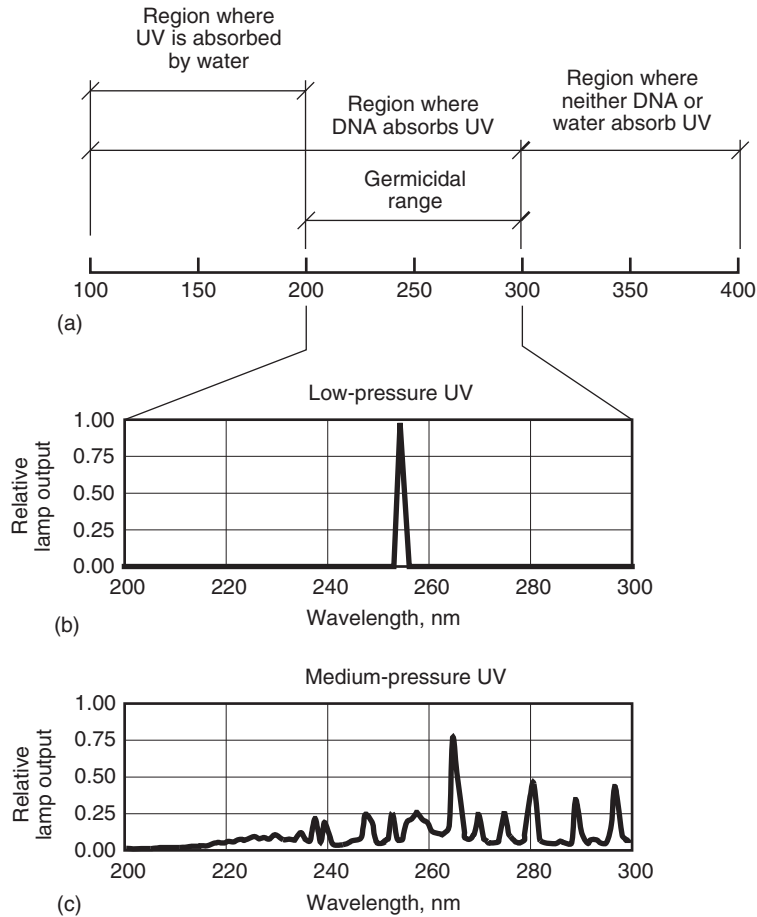 Region where
UV is absorbed
by water
Region where
DNA absorbs UV
Region where
neither DNA or
water absorb UV
Germicidal
range
100 150 200 250 300 350 400
(a)
Low-pressure UV
Relative
lamp output
1.00
0.75
0.50
0.25
0.00
200 220 240 260 280 300
Wavelength, nm
(b)
Medium-pressure UV
Relative
lamp output
1.00
0.75
0.50
0.25
0.00
200 220 240 260 280 300
Wavelength, nm
(c)